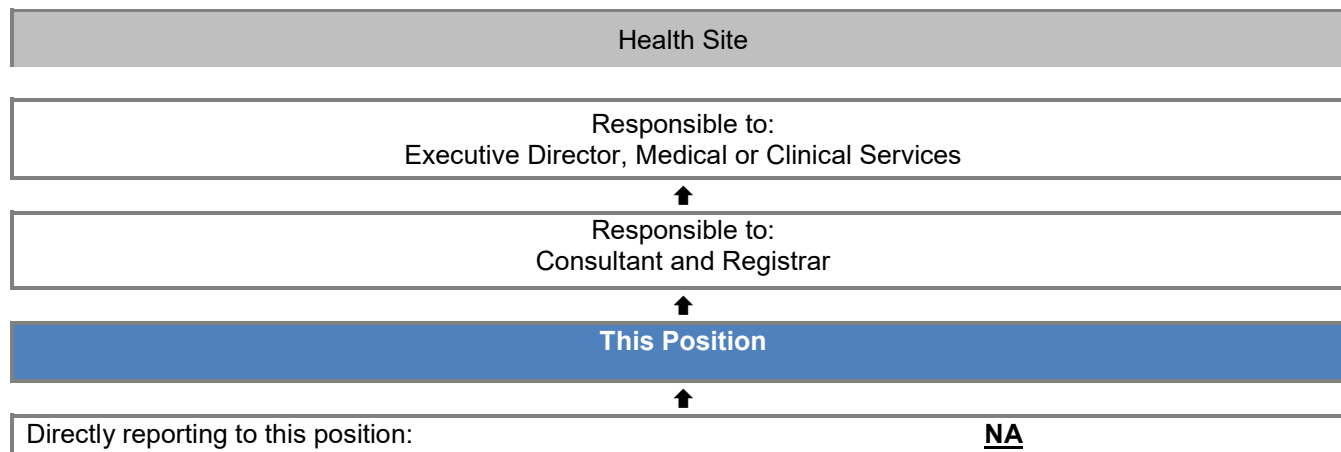 Health Site
Responsible to:
Executive Director, Medical or Clinical Services
Responsible to:
Consultant and Registrar
This Position
Directly reporting to this position: NA